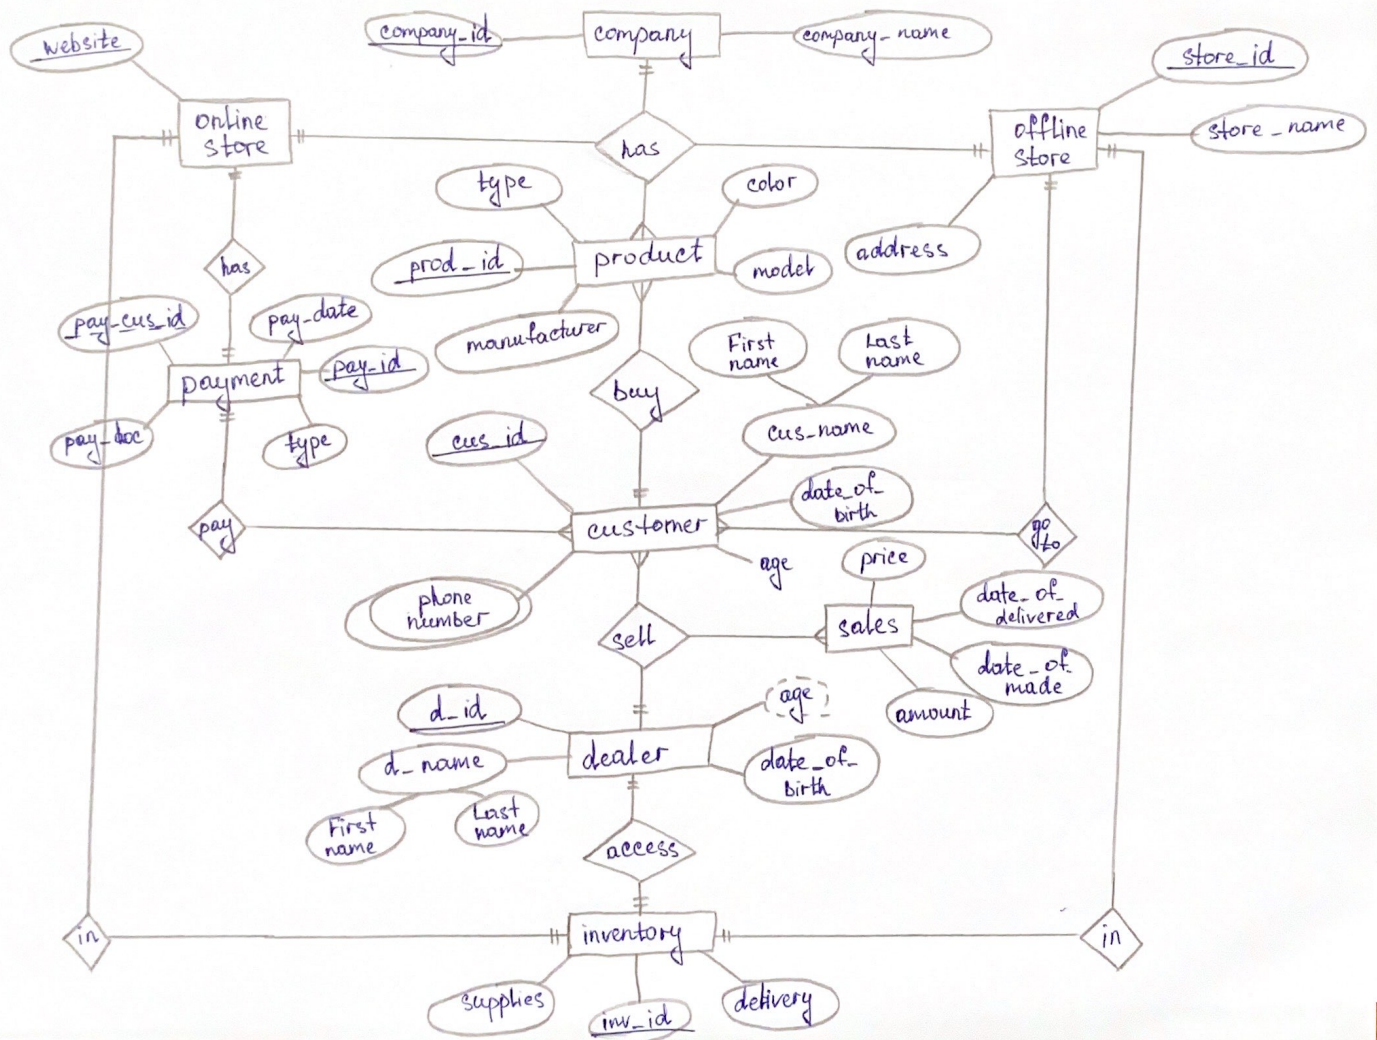 website
company_id
company
company_name
store_id
online
store
has
offline
store
store_name
type
color
address
product
prod_id
model
manufacturer
has
pay_cus_id
pay_date
First
name
Last
name
payment
pay_id
buy
pay_doc
type
cus_id
cus_name
date_of_
birth
pay
customer
go
to
age
price
phone
number
sell
sales
date_of_
delivered
date_of_
made
amount
d_id
age
d_name
dealer
date_of_
birth
First
name
Last
name
access
in
inventory
in
supplies
inv_id
delivery